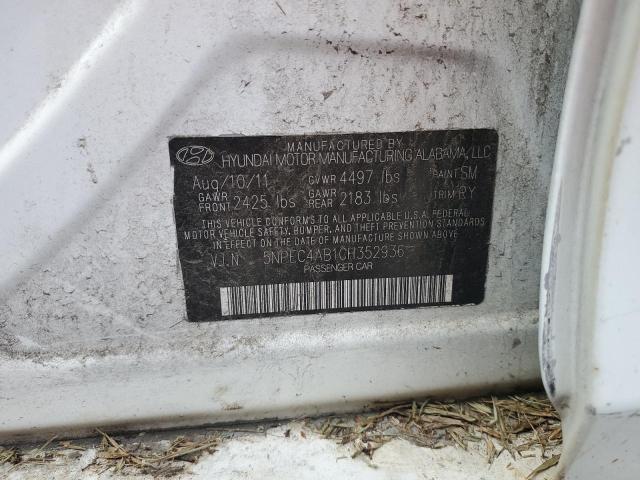 MANUFACTURED BY
HYUNDAI MOTOR MANUFACTURING ALABAMA, LLC
Aug/10/11 GVWR 4497 lbs PAINT SM
GAWR FRONT 2425 lbs GAWR REAR 2183 lbs TRIM RY
THIS VEHICLE CONFORMS TO ALL APPLICABLE U.S.A. FEDERAL
MOTOR VEHICLE SAFETY, BUMPER, AND THEFT PREVENTION STANDARDS
IN EFFECT ON THE DATE OF MANUFACTURE SHOWN ABOVE.
V.I.N 5NPEC4AB1CH352936
PASSENGER CAR